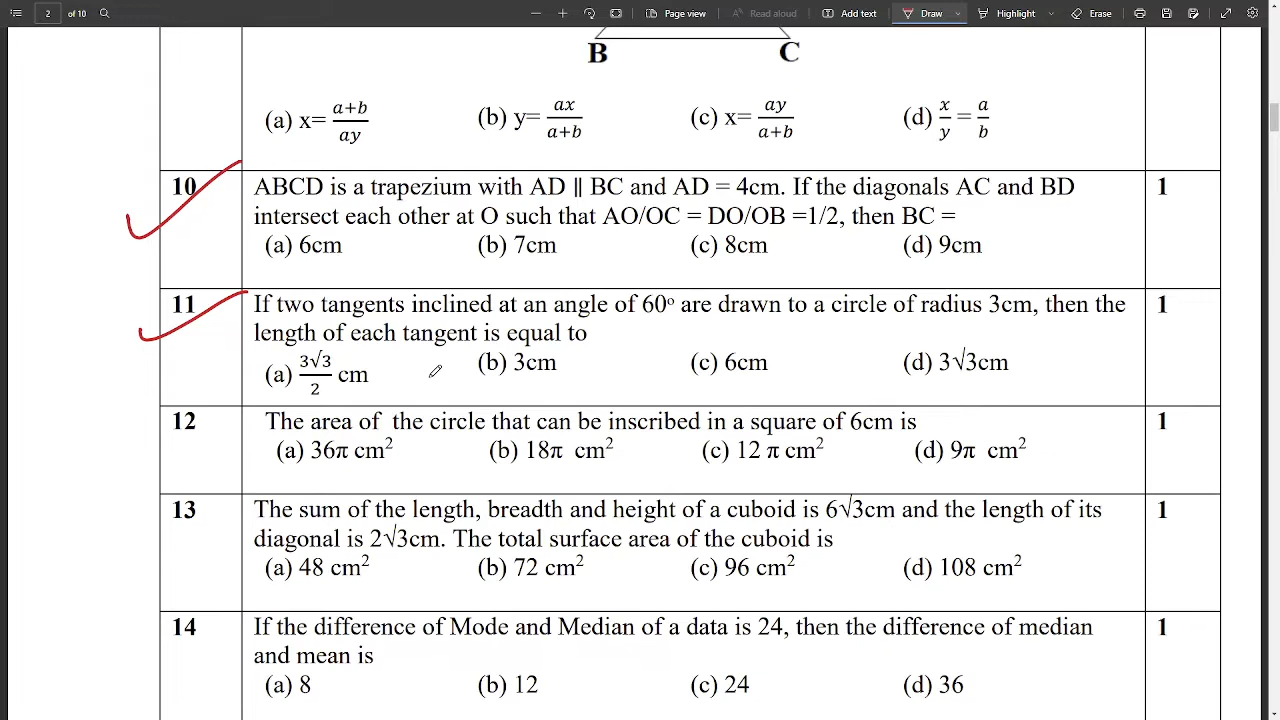 2 of 10 Page view Read aloud Add text Draw Highlight Erase
B C
(a) x= a+b/ay (b) y= ax/a+b (c) x= ay/a+b (d) x/y = a/b
10 ABCD is a trapezium with AD ∥ BC and AD = 4cm. If the diagonals AC and BD 1
intersect each other at O such that AO/OC = DO/OB =1/2, then BC =
(a) 6cm (b) 7cm (c) 8cm (d) 9cm
11 If two tangents inclined at an angle of 60º are drawn to a circle of radius 3cm, then the 1
length of each tangent is equal to
(a) 3√3/2 cm (b) 3cm (c) 6cm (d) 3√3cm
12 The area of the circle that can be inscribed in a square of 6cm is 1
(a) 36π cm² (b) 18π cm² (c) 12 π cm² (d) 9π cm²
13 The sum of the length, breadth and height of a cuboid is 6√3cm and the length of its 1
diagonal is 2√3cm. The total surface area of the cuboid is
(a) 48 cm² (b) 72 cm² (c) 96 cm² (d) 108 cm²
14 If the difference of Mode and Median of a data is 24, then the difference of median 1
and mean is
(a) 8 (b) 12 (c) 24 (d) 36